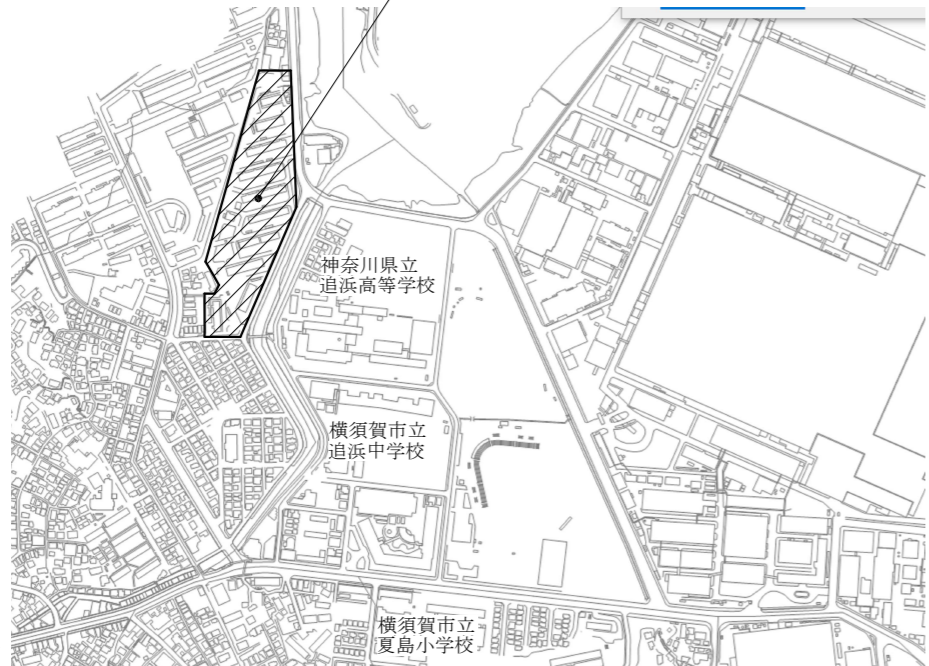 神奈川県立
追浜高等学校
横須賀市立
追浜中学校
横須賀市立
夏島小学校